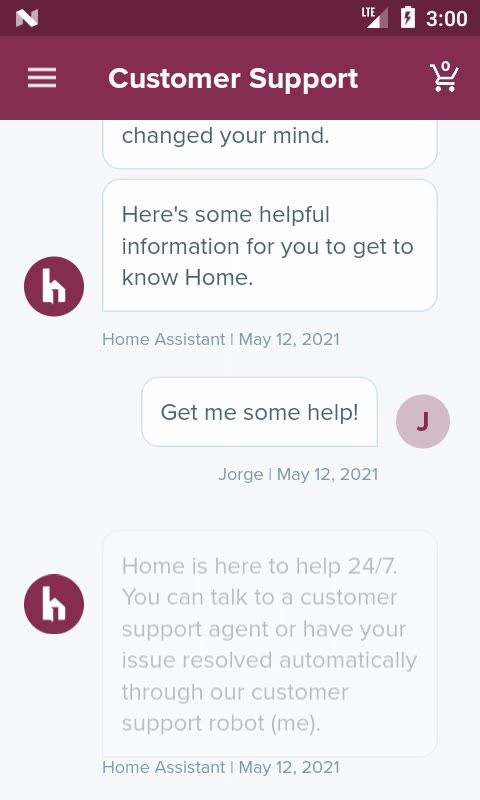 LTE
3:00
Customer Support
0
changed your mind.
Here's some helpful
information for you to get to
know Home.
h
Home Assistant | May 12, 2021
Get me some help!
J
Jorge | May 12, 2021
Home is here to help 24/7.
You can talk to a customer
support agent or have your
issue resolved automatically
through our customer
support robot (me).
h
Home Assistant | May 12, 2021